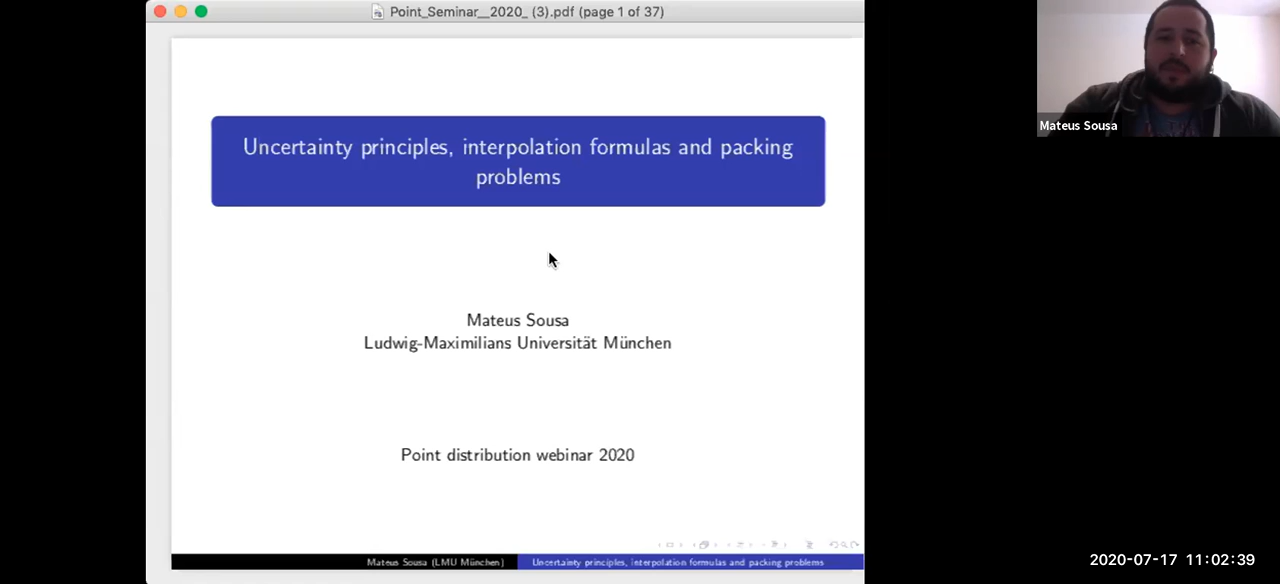 Point_Seminar__2020_ (3).pdf (page 1 of 37)
Uncertainty principles, interpolation formulas and packing
problems
Mateus Sousa
Ludwig-Maximilians Universität München
Point distribution webinar 2020
Mateus Sousa (LMU München)
Uncertainty principles, interpolation formulas and packing problems
Mateus Sousa
2020-07-17 11:02:39